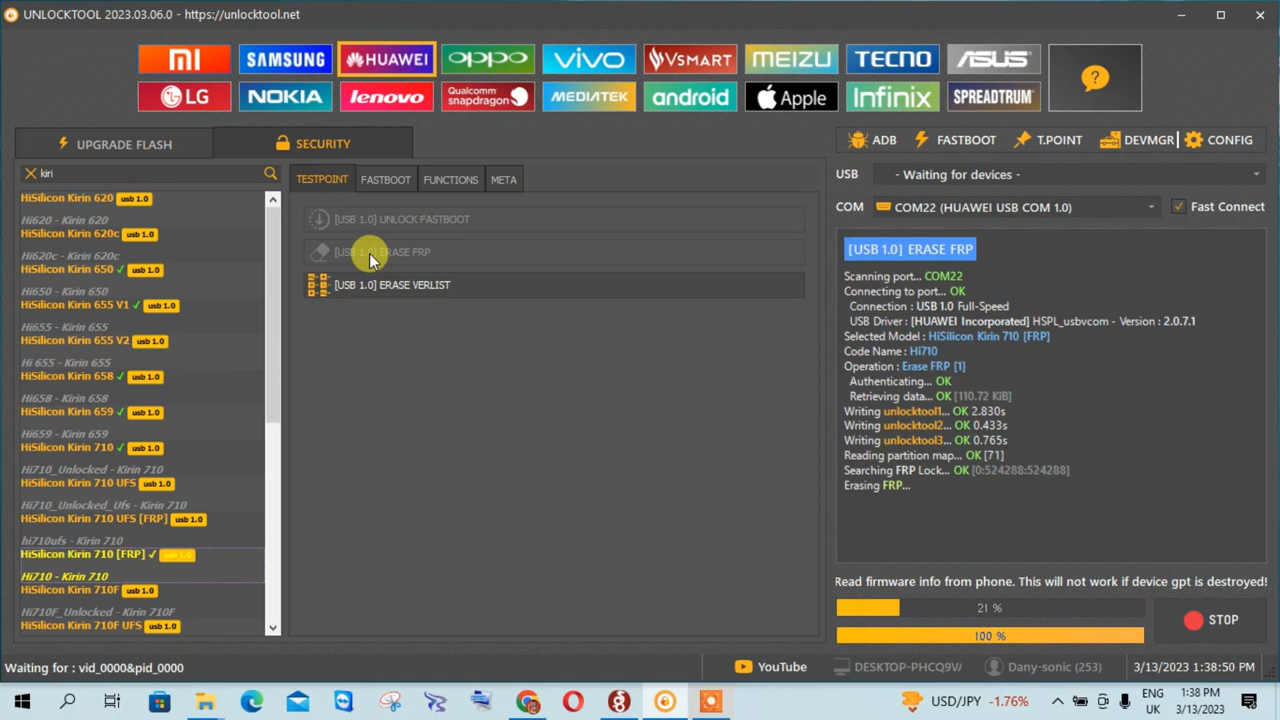 UNLOCKTOOL 2023.03.06.0 - https://unlocktool.net
mi SAMSUNG HUAWEI oppo vivo VSMART MEIZU TECNO ASUS
LG NOKIA lenovo Qualcomm snapdragon MEDIATEK android Apple Infinix SPREADTRUM ?
UPGRADE FLASH SECURITY
ADB FASTBOOT T.POINT DEVMGR CONFIG
kiri
TESTPOINT FASTBOOT FUNCTIONS META
USB - Waiting for devices -
COM COM22 (HUAWEI USB COM 1.0) Fast Connect
HiSilicon Kirin 620 usb 1.0
Hi620 - Kirin 620
HiSilicon Kirin 620c usb 1.0
Hi620c - Kirin 620c
HiSilicon Kirin 650 ✓ usb 1.0
Hi650 - Kirin 650
HiSilicon Kirin 655 V1 ✓ usb 1.0
Hi655 - Kirin 655
HiSilicon Kirin 655 V2 usb 1.0
Hi 655 - Kirin 655
HiSilicon Kirin 658 ✓ usb 1.0
Hi658 - Kirin 658
HiSilicon Kirin 659 ✓ usb 1.0
Hi659 - Kirin 659
HiSilicon Kirin 710 ✓ usb 1.0
Hi710_Unlocked - Kirin 710
HiSilicon Kirin 710 UFS usb 1.0
Hi710_Unlocked_Ufs - Kirin 710
HiSilicon Kirin 710 UFS [FRP] usb 1.0
hi710ufs - Kirin 710
HiSilicon Kirin 710 [FRP] ✓ usb 1.0
Hi710 - Kirin 710
HiSilicon Kirin 710F usb 1.0
Hi710F_Unlocked - Kirin 710F
HiSilicon Kirin 710F UFS usb 1.0
[USB 1.0] UNLOCK FASTBOOT
[USB 1.0] ERASE FRP
[USB 1.0] ERASE VERLIST
[USB 1.0] ERASE FRP
Scanning port... COM22
Connecting to port... OK
Connection : USB 1.0 Full-Speed
USB Driver : [HUAWEI Incorporated] HSPL_usbvcom - Version : 2.0.7.1
Selected Model : HiSilicon Kirin 710 [FRP]
Code Name : Hi710
Operation : Erase FRP [1]
Authenticating... OK
Retrieving data... OK [110.72 KiB]
Writing unlocktool1... OK 2.830s
Writing unlocktool2... OK 0.433s
Writing unlocktool3... OK 0.765s
Reading partition map... OK [71]
Searching FRP Lock... OK [0:524288:524288]
Erasing FRP...
Read firmware info from phone. This will not work if device gpt is destroyed!
21 %
100 %
STOP
Waiting for : vid_0000&pid_0000
YouTube DESKTOP-PHCQ9V/ Dany-sonic (253) 3/13/2023 1:38:50 PM
USD/JPY -1.76% ENG UK 1:38 PM 3/13/2023